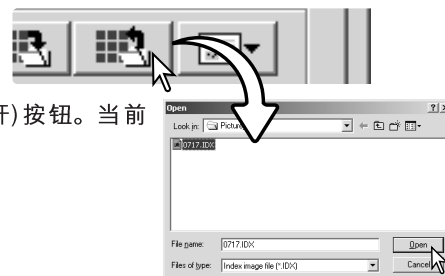 开) 按钮。当前
Open
Look in: Picture
0717.IDX
File name: 0717.IDX Open
Files of type: Index image file (*.IDX) Cancel